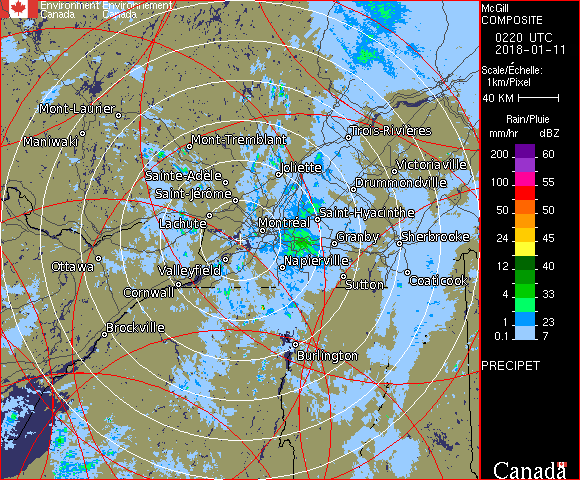 Environment Environnement
Canada Canada
McGill
COMPOSITE
0220 UTC
2018-01-11
Scale/Échelle:
1km/Pixel
40 KM
Rain/Pluie
mm/hr dBZ
200 60
100 55
50 50
24 45
12 40
4 33
1 23
0.1 7
PRECIPET
Canada
Mont-Laurier
Maniwaki
Mont-Tremblant
Trois-Rivières
Sainte-Adèle
Joliette
Victoriaville
Saint-Jérôme
Drummondville
Lachute
Montréal
Saint-Hyacinthe
Granby
Sherbrooke
Ottawa
Valleyfield
Napierville
Cornwall
Sutton
Coaticook
Brockville
Burlington